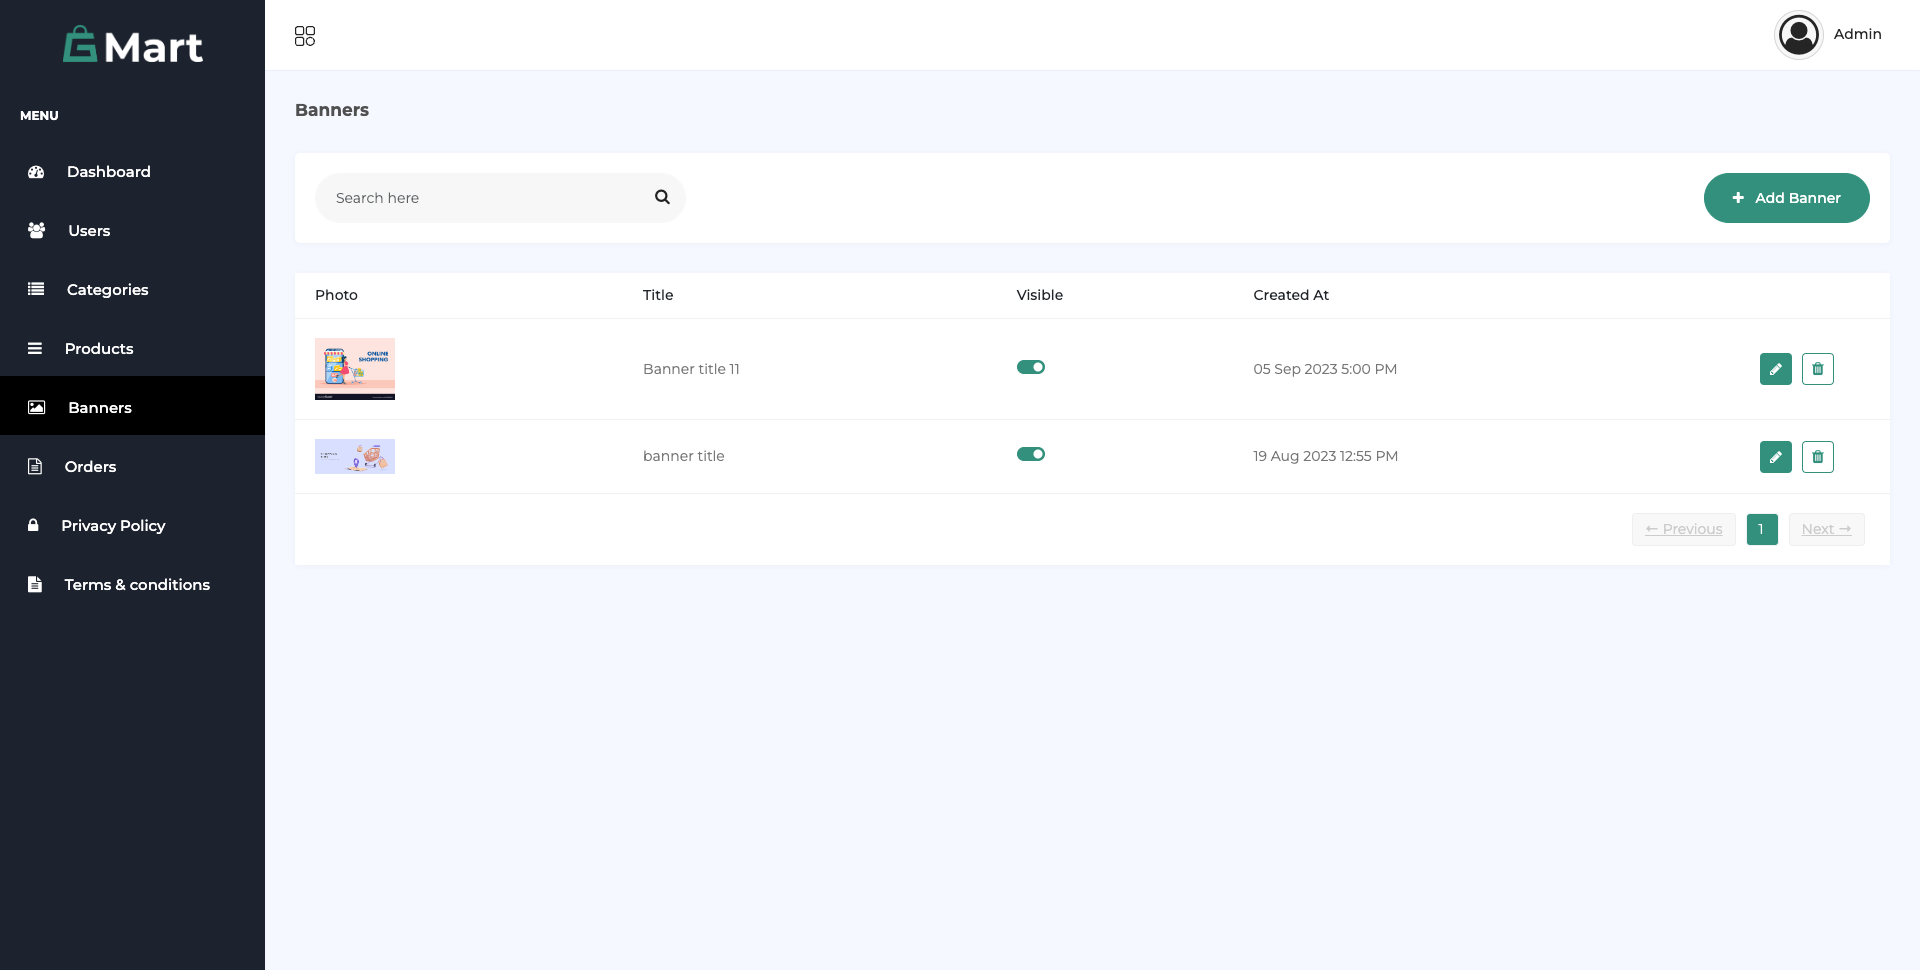 Mart
Admin
MENU
Dashboard
Users
Categories
Products
Banners
Orders
Privacy Policy
Terms & conditions
Banners
Search here
+ Add Banner
Photo Title Visible Created At
ONLINE
SHOPPING
Banner title 11 05 Sep 2023 5:00 PM
banner title 19 Aug 2023 12:55 PM
← Previous 1 Next →